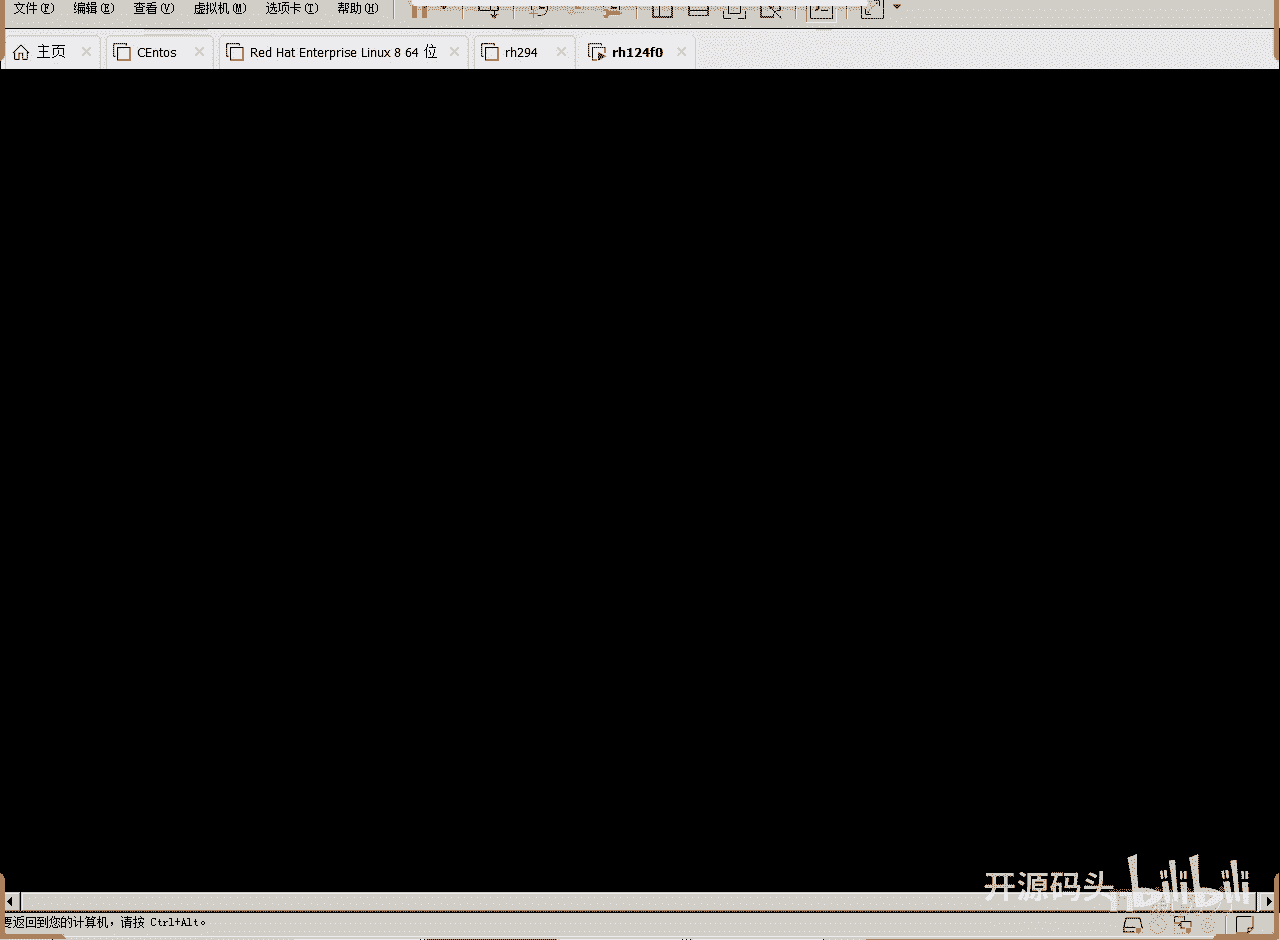 文件(F) 编辑(E) 查看(V) 虚拟机(M) 选项卡(T) 帮助(H)
主页 CEntos Red Hat Enterprise Linux 8 64 位 rh294 rh124f0
开源码头 bilibili
要返回到您的计算机，请按 Ctrl+Alt。